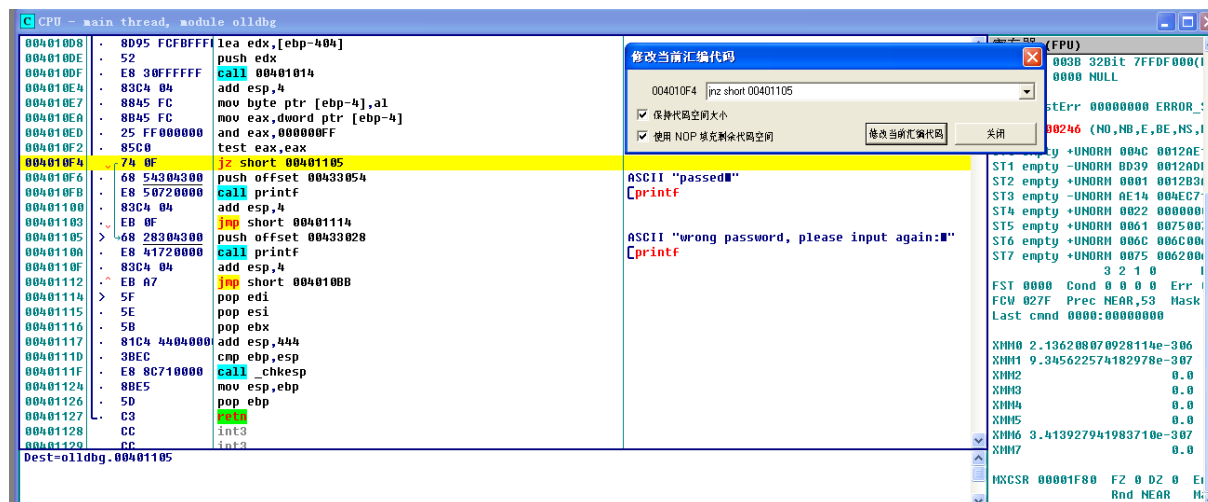 C CPU - main thread, module olldbg
004010D8 . 8D95 FCFBFFFF lea edx,[ebp-404]
004010DE . 52 push edx
004010DF . E8 30FFFFFF call 00401014
004010E4 . 83C4 04 add esp,4
004010E7 . 8845 FC mov byte ptr [ebp-4],al
004010EA . 8B45 FC mov eax,dword ptr [ebp-4]
004010ED . 25 FF000000 and eax,000000FF
004010F2 . 85C0 test eax,eax
004010F4 . 74 0F jz short 00401105
004010F6 . 68 54304300 push offset 00433054 ASCII "passed"
004010FB . E8 50720000 call printf [printf
00401100 . 83C4 04 add esp,4
00401103 . EB 0F jmp short 00401114
00401105 > 68 28304300 push offset 00433028 ASCII "wrong password, please input again:"
0040110A . E8 41720000 call printf [printf
0040110F . 83C4 04 add esp,4
00401112 .^ EB A7 jmp short 004010BB
00401114 > 5F pop edi
00401115 . 5E pop esi
00401116 . 5B pop ebx
00401117 . 81C4 44040000 add esp,444
0040111D . 3BEC cmp ebp,esp
0040111F . E8 8C710000 call _chkesp
00401124 . 8BE5 mov esp,ebp
00401126 . 5D pop ebp
00401127 . C3 retn
00401128 CC int3
00401129 CC int3
Dest=olldbg.00401105
修改当前汇编代码
004010F4 jnz short 00401105
保持代码空间大小
使用 NOP 填充剩余代码空间
修改当前汇编代码
关闭
(FPU)
003B 32Bit 7FFDF000(
0000 NULL
stErr 00000000 ERROR_
00246 (NO,NB,E,BE,NS,
empty +UNORM 004C 0012AE
ST1 empty -UNORM BD39 0012AD
ST2 empty +UNORM 0001 0012B3
ST3 empty -UNORM AE14 004EC7
ST4 empty +UNORM 0022 000000
ST5 empty +UNORM 0061 007500
ST6 empty +UNORM 006C 006C00
ST7 empty +UNORM 0075 006200
3 2 1 0
FST 0000 Cond 0 0 0 0 Err
FCW 027F Prec NEAR,53 Mask
Last cmnd 0000:00000000
XMM0 2.136208070928114e-306
XMM1 9.345622574182978e-307
XMM2 0.0
XMM3 0.0
XMM4 0.0
XMM5 0.0
XMM6 3.413927941983710e-307
XMM7 0.0
MXCSR 00001F80 FZ 0 DZ 0
Rnd NEAR